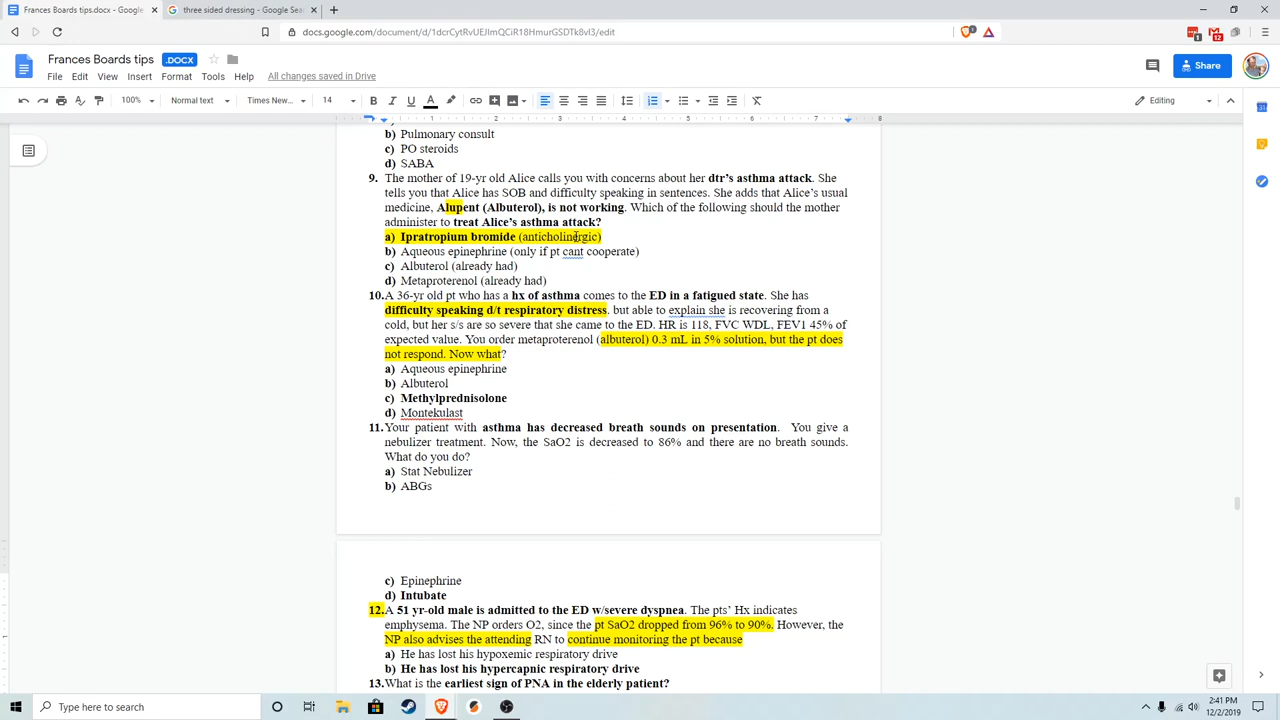 Frances Boards tips.docx - Google
three sided dressing - Google Sea
docs.google.com/document/d/1dcrCytRvUEJImQCiR18HmurGSDTk8vI3/edit
1
12
Frances Boards tips .DOCX
Share
File Edit View Insert Format Tools Help All changes saved in Drive
100% Normal text Times New... 14 B I U A Editing
1 2 3 4 5 6 7 8
b) Pulmonary consult
c) PO steroids
d) SABA
9. The mother of 19-yr old Alice calls you with concerns about her dtr's asthma attack. She
tells you that Alice has SOB and difficulty speaking in sentences. She adds that Alice's usual
medicine, Alupent (Albuterol), is not working. Which of the following should the mother
administer to treat Alice's asthma attack?
a) Ipratropium bromide (anticholinergic)
b) Aqueous epinephrine (only if pt cant cooperate)
c) Albuterol (already had)
d) Metaproterenol (already had)
10. A 36-yr old pt who has a hx of asthma comes to the ED in a fatigued state. She has
difficulty speaking d/t respiratory distress. but able to explain she is recovering from a
cold, but her s/s are so severe that she came to the ED. HR is 118, FVC WDL, FEV1 45% of
expected value. You order metaproterenol (albuterol) 0.3 mL in 5% solution, but the pt does
not respond. Now what?
a) Aqueous epinephrine
b) Albuterol
c) Methylprednisolone
d) Montekulast
11. Your patient with asthma has decreased breath sounds on presentation. You give a
nebulizer treatment. Now, the SaO2 is decreased to 86% and there are no breath sounds.
What do you do?
a) Stat Nebulizer
b) ABGs
c) Epinephrine
d) Intubate
12. A 51 yr-old male is admitted to the ED w/severe dyspnea. The pts' Hx indicates
emphysema. The NP orders O2, since the pt SaO2 dropped from 96% to 90%. However, the
NP also advises the attending RN to continue monitoring the pt because
a) He has lost his hypoxemic respiratory drive
b) He has lost his hypercapnic respiratory drive
13. What is the earliest sign of PNA in the elderly patient?
Type here to search
2:41 PM
12/2/2019